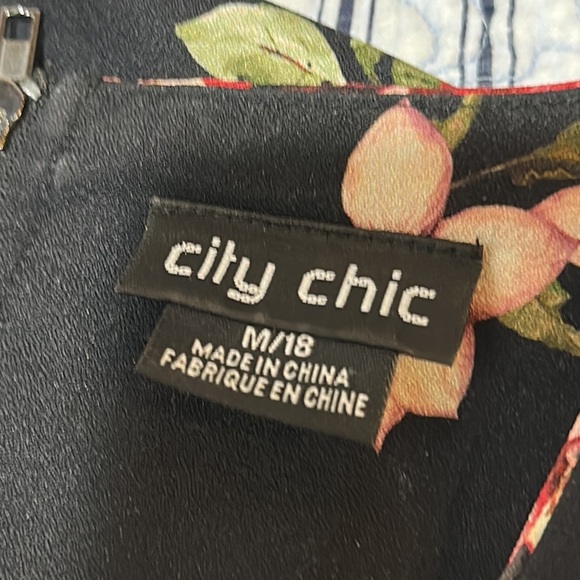 city chic
M/18
MADE IN CHINA
FABRIQUE EN CHINE